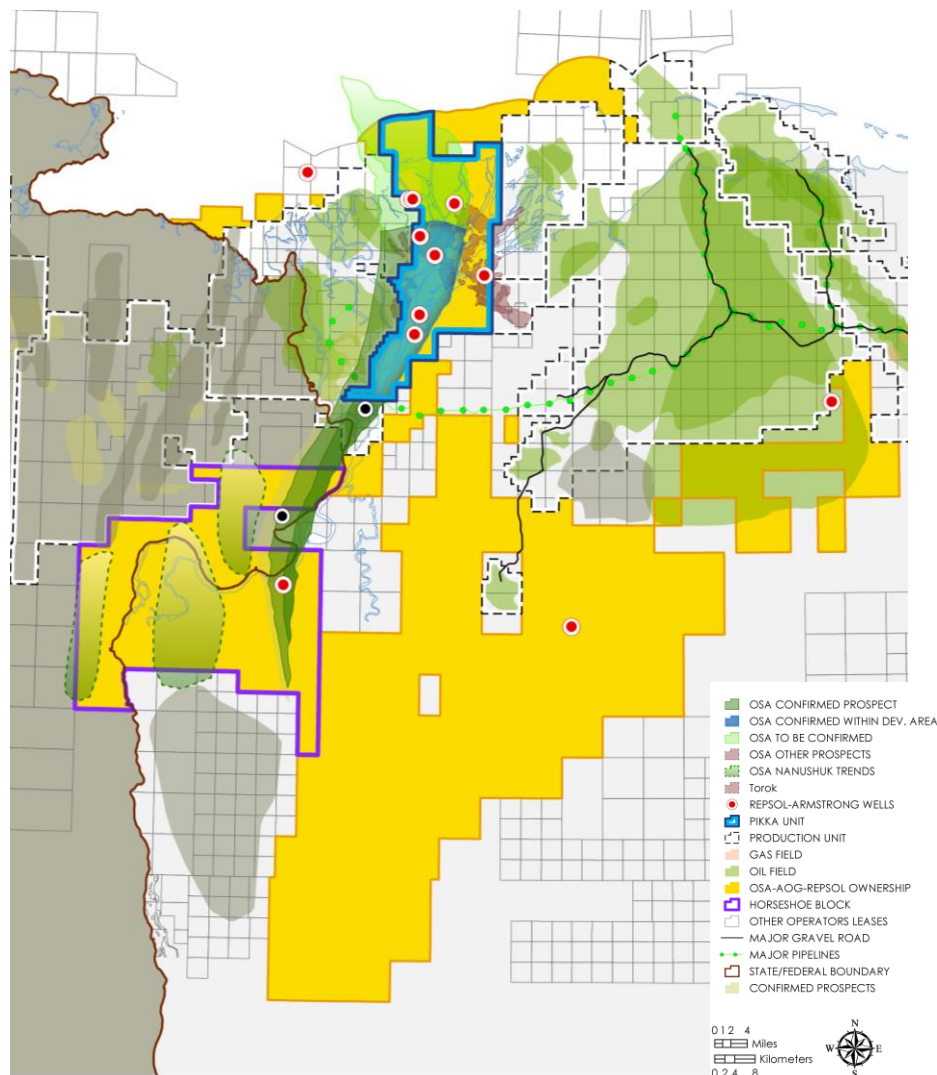 OSA CONFIRMED PROSPECT
OSA CONFIRMED WITHIN DEV. AREA
OSA TO BE CONFIRMED
OSA OTHER PROSPECTS
OSA NANUSHUK TRENDS
Torok
REPSOL-ARMSTRONG WELLS
PIKKA UNIT
PRODUCTION UNIT
GAS FIELD
OIL FIELD
OSA-AOG-REPSOL OWNERSHIP
HORSESHOE BLOCK
OTHER OPERATORS LEASES
MAJOR GRAVEL ROAD
MAJOR PIPELINES
STATE/FEDERAL BOUNDARY
CONFIRMED PROSPECTS
0 1 2 4
Miles
Kilometers
0 2 4 8
N
W E
S